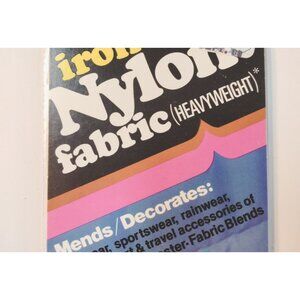 iron
Nylon
fabric (HEAVYWEIGHT)*
Mends/Decorates:
sportswear, rainwear,
& travel accessories of
Fabric Blends